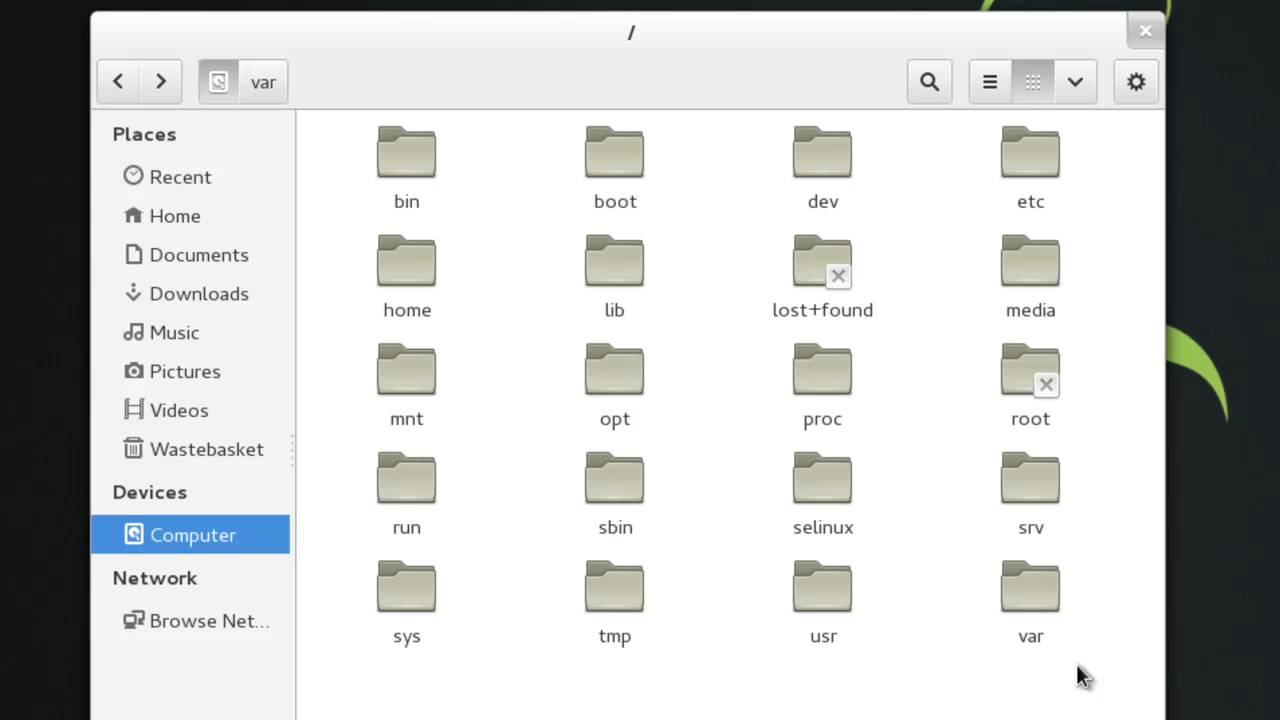 /
var
Places
Recent
Home
Documents
Downloads
Music
Pictures
Videos
Wastebasket
Devices
Computer
Network
Browse Net...
bin boot dev etc
home lib lost+found media
mnt opt proc root
run sbin selinux srv
sys tmp usr var